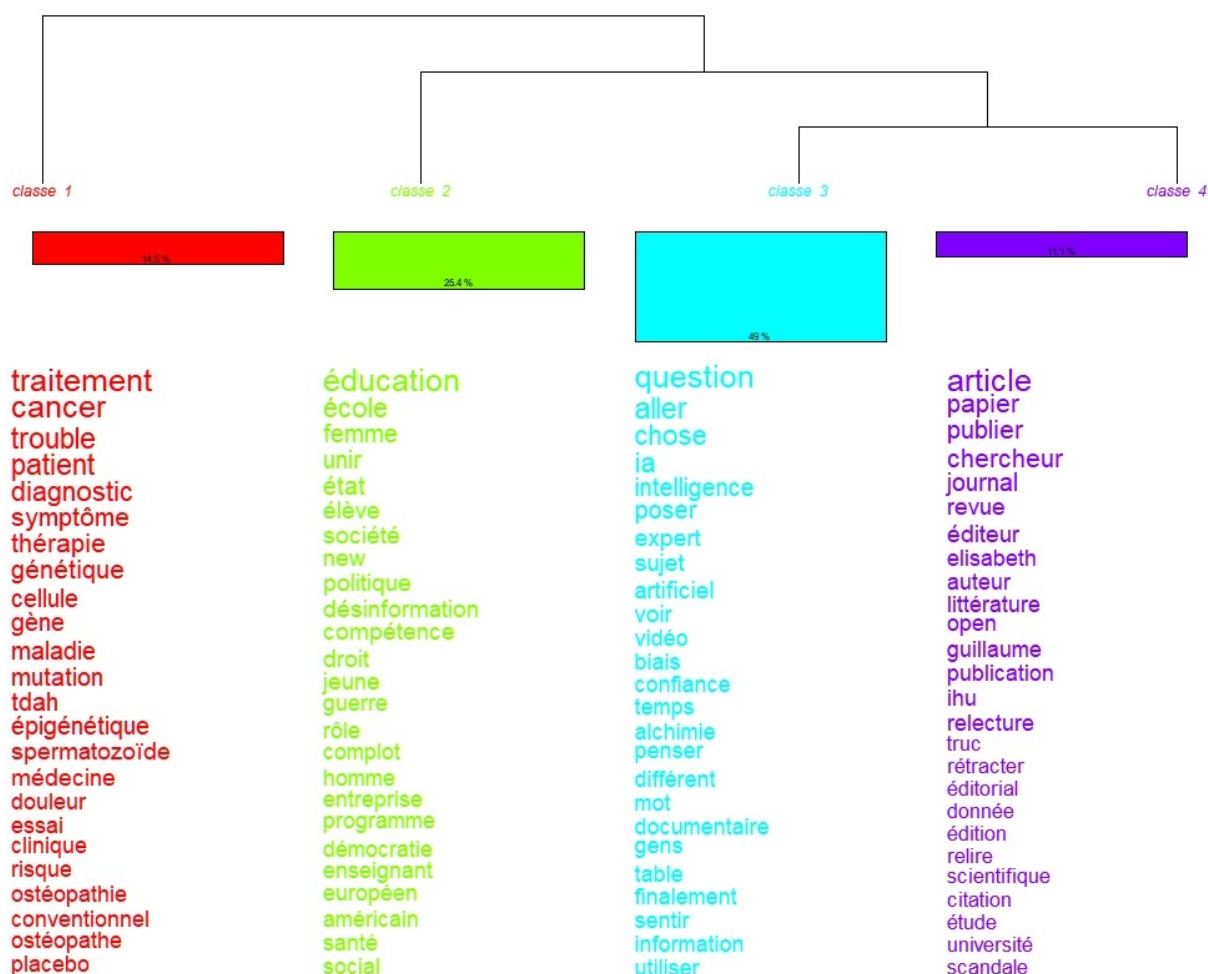 classe 1
classe 2
classe 3
classe 4
14.5 %
25.4 %
49 %
11.1 %
traitement
cancer
trouble
patient
diagnostic
symptôme
thérapie
génétique
cellule
gène
maladie
mutation
tdah
épigénétique
spermatozoïde
médecine
douleur
essai
clinique
risque
ostéopathie
conventionnel
ostéopathe
placebo
éducation
école
femme
unir
état
élève
société
new
politique
désinformation
compétence
droit
jeune
guerre
rôle
complot
homme
entreprise
programme
démocratie
enseignant
européen
américain
santé
social
question
aller
chose
ia
intelligence
poser
expert
sujet
artificiel
voir
vidéo
biais
confiance
temps
alchimie
penser
différent
mot
documentaire
gens
table
finalement
sentir
information
utiliser
article
papier
publier
chercheur
journal
revue
éditeur
elisabeth
auteur
littérature
open
guillaume
publication
ihu
relecture
truc
rétracter
éditorial
donnée
édition
relire
scientifique
citation
étude
université
scandale